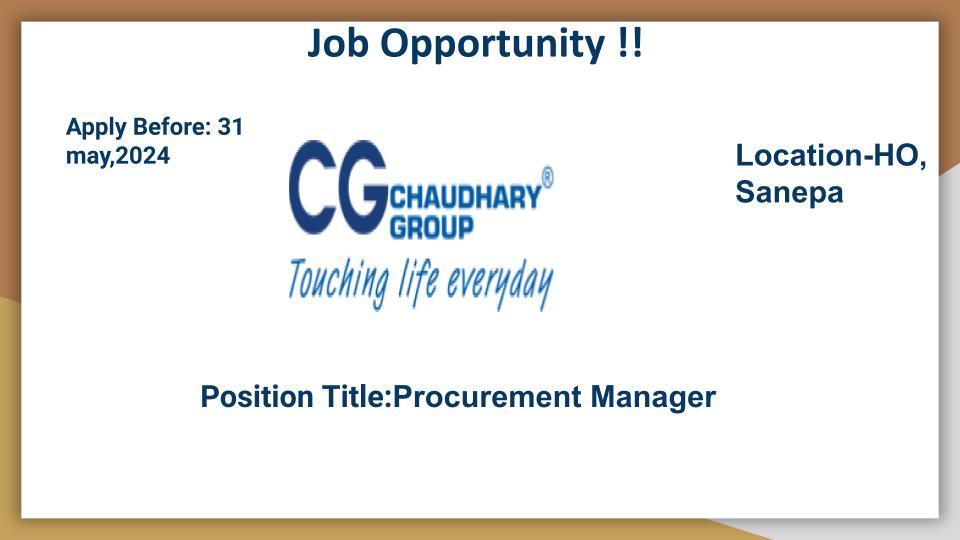 Job Opportunity !!
Apply Before: 31
may,2024
CG CHAUDHARY®
GROUP
Touching life everyday
Location-HO,
Sanepa
Position Title:Procurement Manager